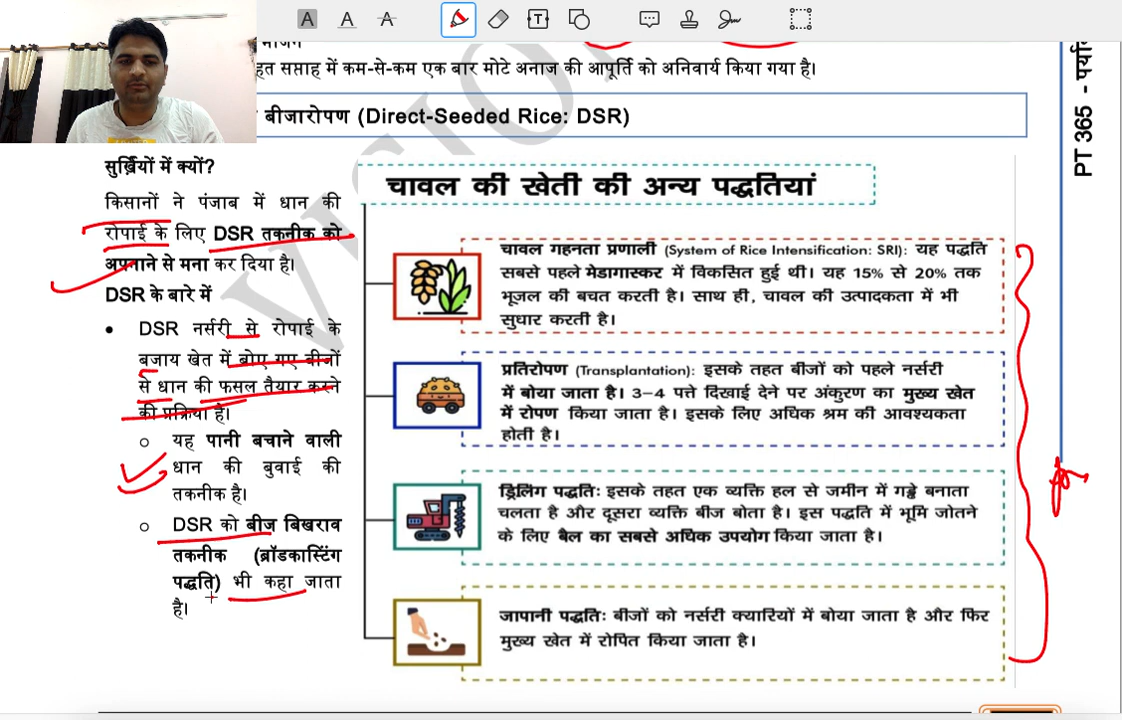 A A A T
हत सप्ताह में कम-से-कम एक बार मोटे अनाज की आपूर्ति को अनिवार्य किया गया है।
बीजारोपण (Direct-Seeded Rice: DSR)
PT 365 -
VISION
सुर्ख़ियों में क्यों?
किसानों ने पंजाब में धान की
रोपाई के लिए DSR तकनीक को
अपनाने से मना कर दिया है।
DSR के बारे में
• DSR नर्सरी से रोपाई के
बजाय खेत में बोए गए बीजों
से धान की फसल तैयार करने
की प्रक्रिया है।
o यह पानी बचाने वाली
धान की बुवाई की
तकनीक है।
o DSR को बीज बिखराव
तकनीक (ब्रॉडकास्टिंग
पद्धति) भी कहा जाता
है।
चावल की खेती की अन्य पद्धतियां
चावल गहनता प्रणाली (System of Rice Intensification: SRI): यह पद्धति
सबसे पहले मेडागास्कर में विकसित हुई थी। यह 15% से 20% तक
भूजल की बचत करती है। साथ ही, चावल की उत्पादकता में भी
सुधार करती है।
प्रतिरोपण (Transplantation): इसके तहत बीजों को पहले नर्सरी
में बोया जाता है। 3-4 पत्ते दिखाई देने पर अंकुरण का मुख्य खेत
में रोपण किया जाता है। इसके लिए अधिक श्रम की आवश्यकता
होती है।
ड्रिलिंग पद्धतिः इसके तहत एक व्यक्ति हल से जमीन में गड्ढे बनाता
चलता है और दूसरा व्यक्ति बीज बोता है। इस पद्धति में भूमि जोतने
के लिए बैल का सबसे अधिक उपयोग किया जाता है।
जापानी पद्धतिः बीजों को नर्सरी क्यारियों में बोया जाता है और फिर
मुख्य खेत में रोपित किया जाता है।